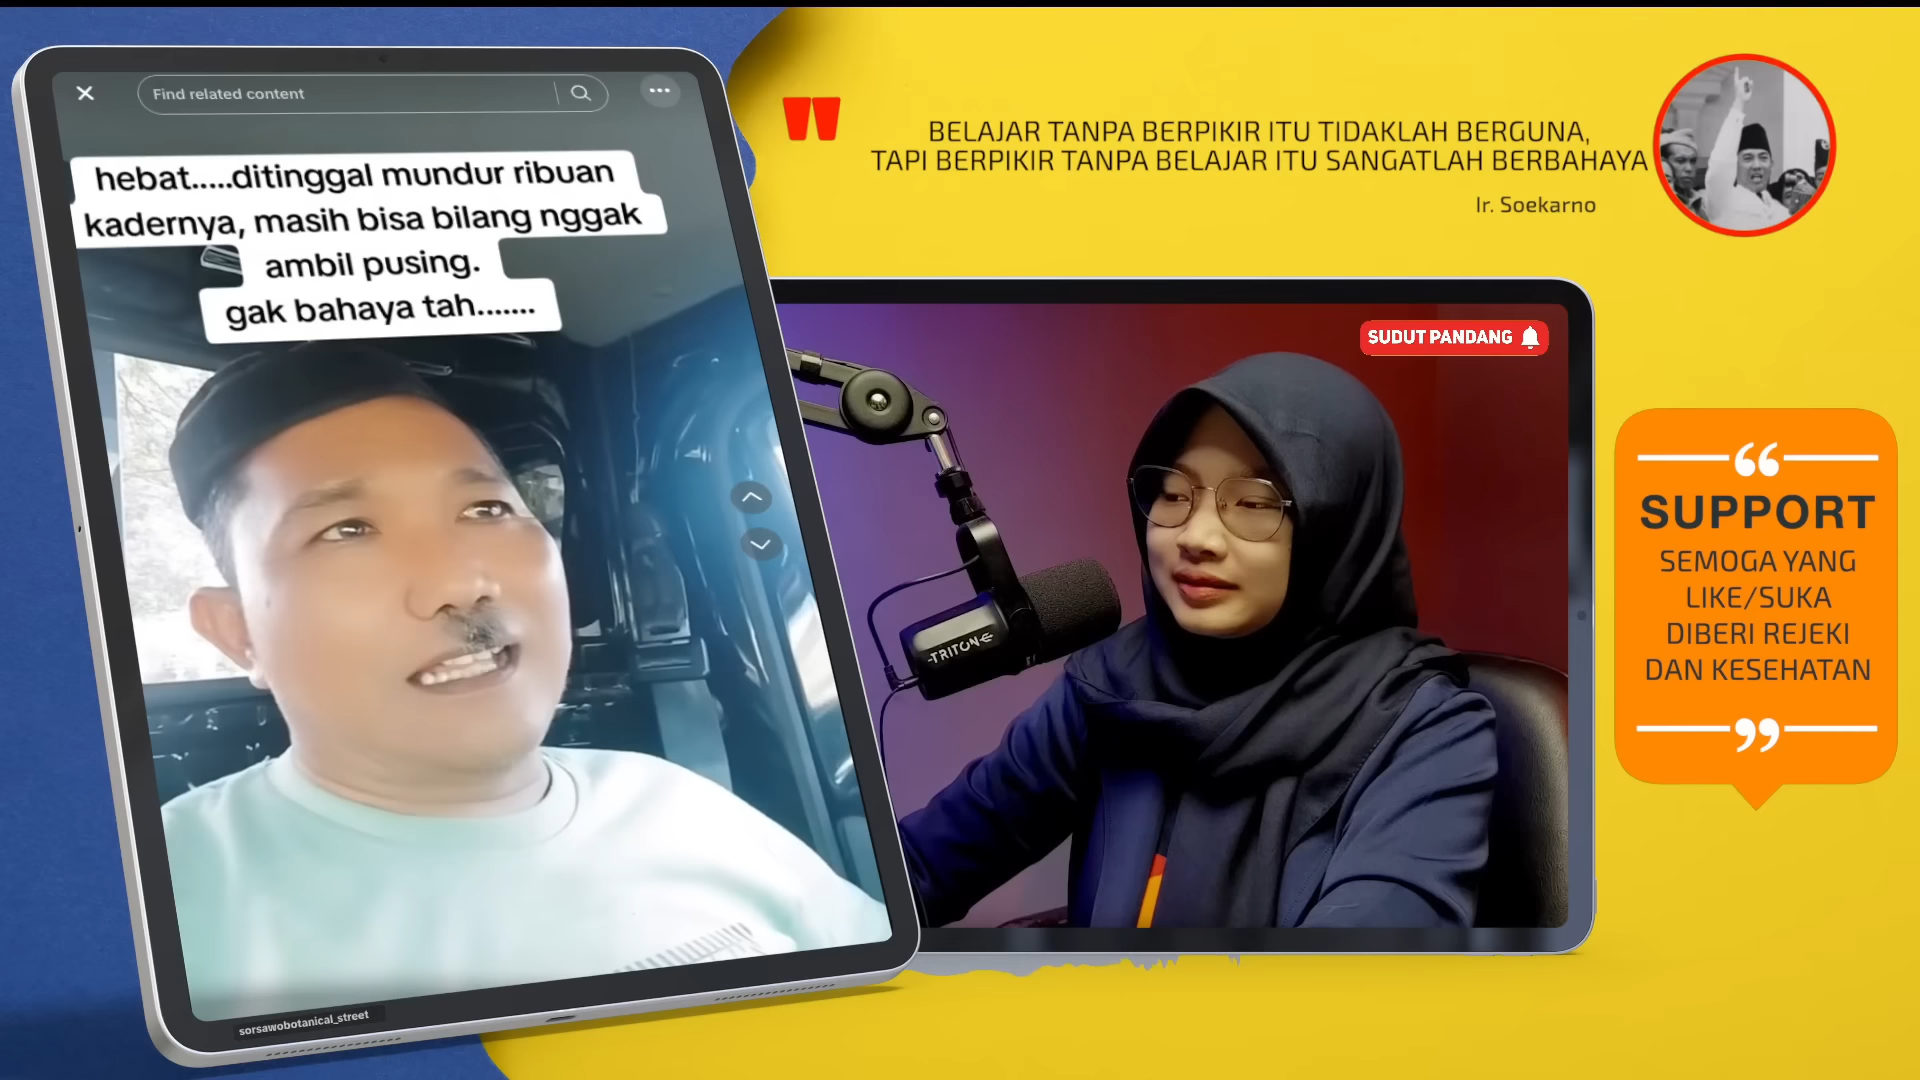 Find related content
hebat.....ditinggal mundur ribuan
kadernya, masih bisa bilang nggak
ambil pusing.
gak bahaya tah.......
sorsawobotanical_street
BELAJAR TANPA BERPIKIR ITU TIDAKLAH BERGUNA,
TAPI BERPIKIR TANPA BELAJAR ITU SANGATLAH BERBAHAYA
Ir. Soekarno
SUDUT PANDANG
TRITON
SUPPORT
SEMOGA YANG
LIKE/SUKA
DIBERI REJEKI
DAN KESEHATAN